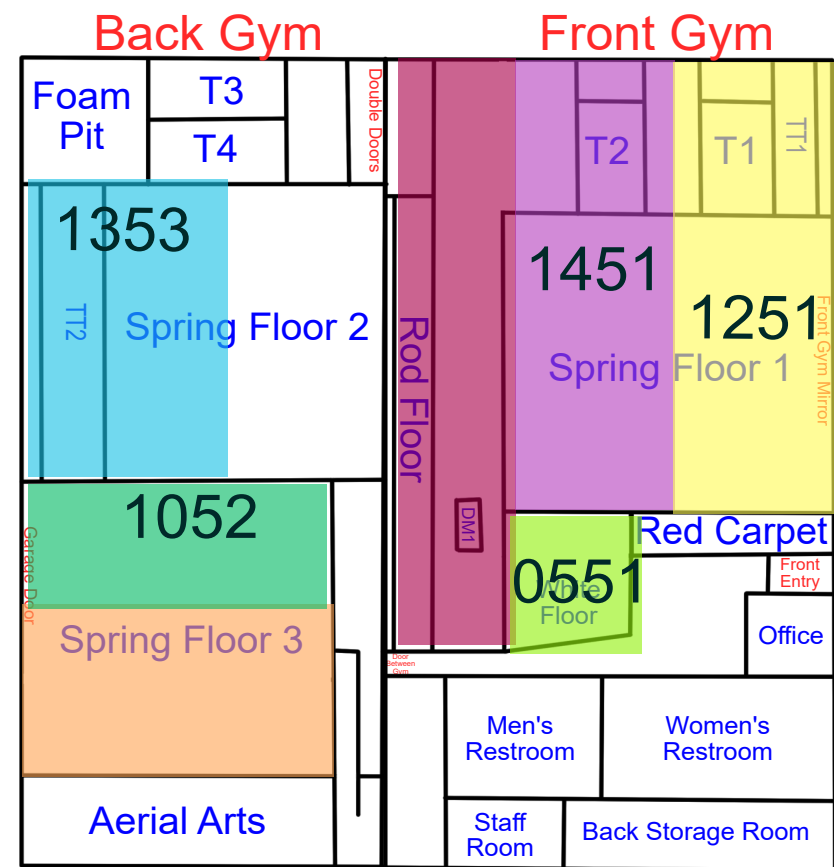 Back Gym
Front Gym
Foam
Pit
T3
T4
Double Doors
T2
T1
TT1
1353
TT2
Spring Floor 2
Rod Floor
1451
1251
Spring Floor 1
Front Gym Mirror
1052
Garage Door
Spring Floor 3
DM1
Red Carpet
0551
White
Floor
Front
Entry
Office
Door
Between
Gym
Men's
Restroom
Women's
Restroom
Aerial Arts
Staff
Room
Back Storage Room